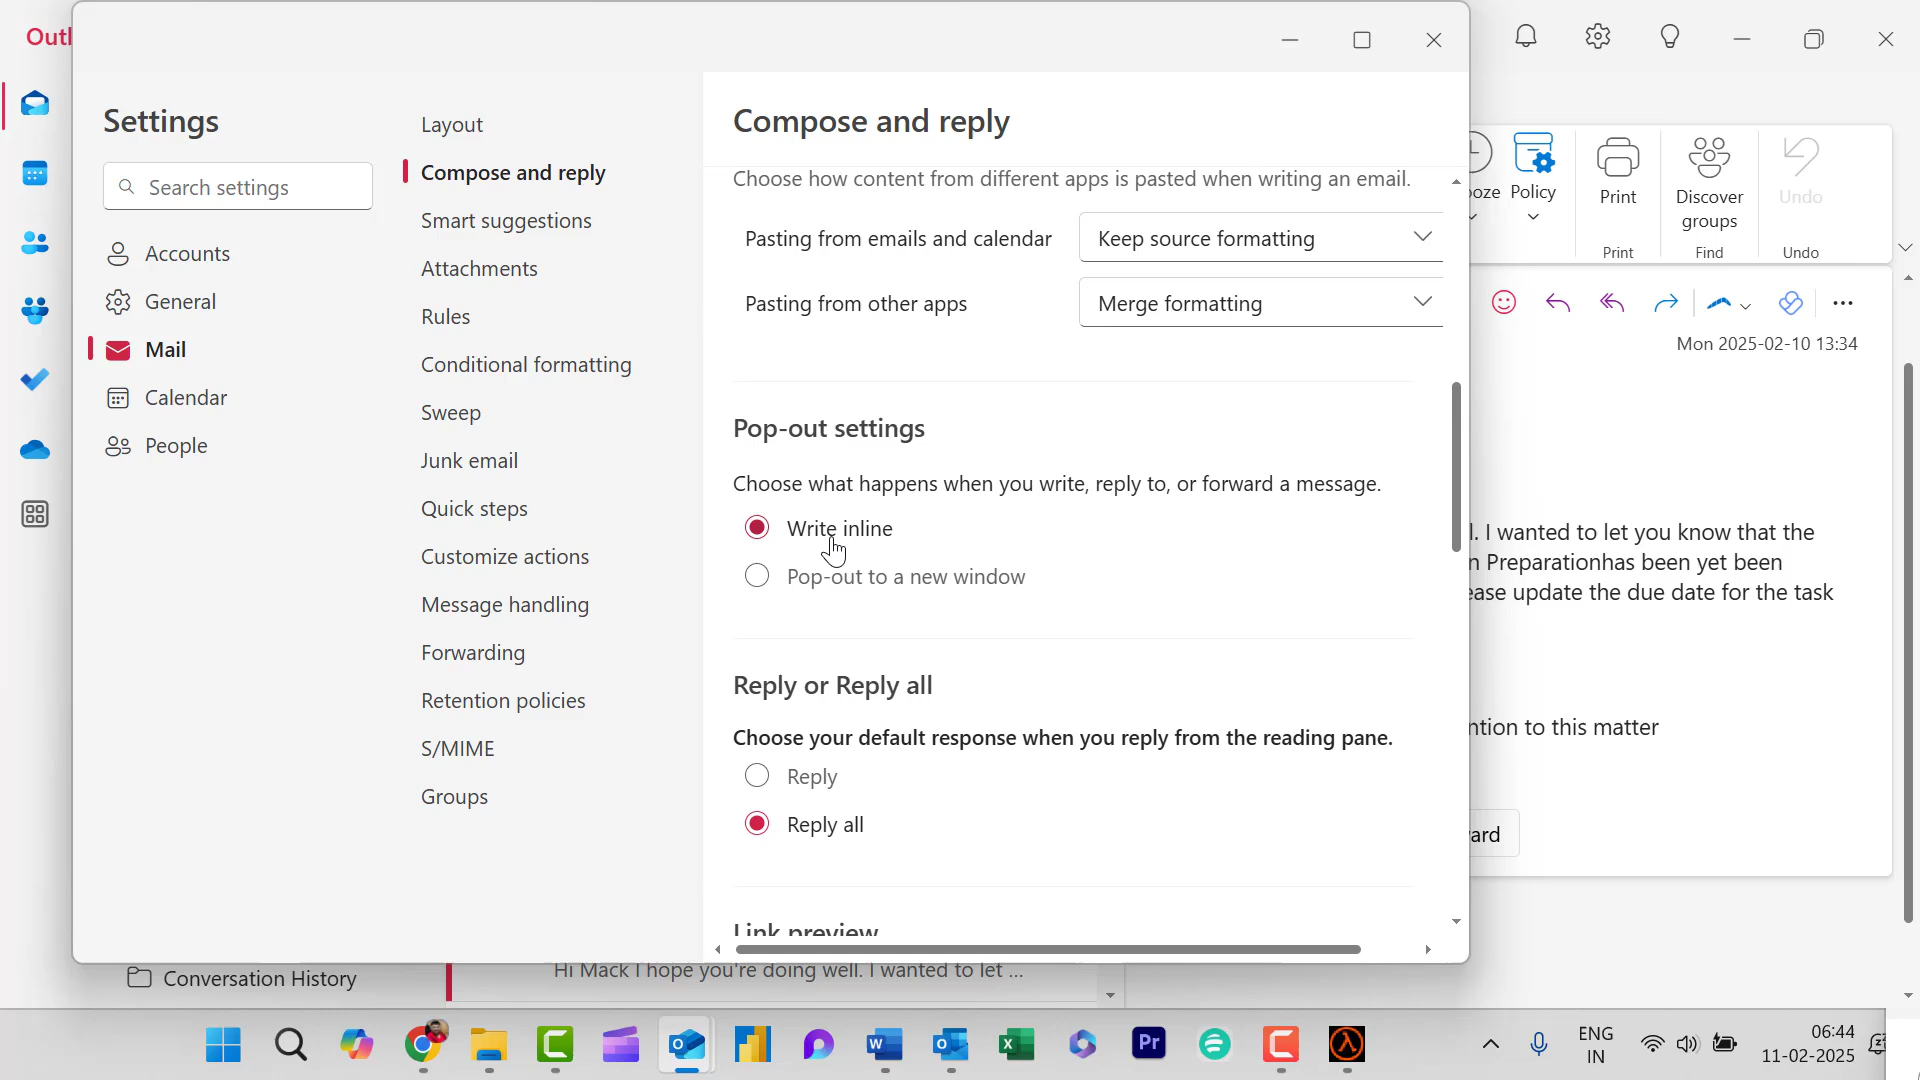 Outl
Settings
Search settings
Accounts
General
Mail
Calendar
People
Layout
Compose and reply
Smart suggestions
Attachments
Rules
Conditional formatting
Sweep
Junk email
Quick steps
Customize actions
Message handling
Forwarding
Retention policies
S/MIME
Groups
Compose and reply
Choose how content from different apps is pasted when writing an email.
Pasting from emails and calendar
Keep source formatting
Pasting from other apps
Merge formatting
Pop-out settings
Choose what happens when you write, reply to, or forward a message.
Write inline
Pop-out to a new window
Reply or Reply all
Choose your default response when you reply from the reading pane.
Reply
Reply all
Link preview
oze
Policy
Print
Discover
groups
Undo
Print
Find
Undo
Mon 2025-02-10 13:34
l. I wanted to let you know that the
n Preparationhas been yet been
ease update the due date for the task
ntion to this matter
ard
Conversation History
Hi Mack I hope you're doing well. I wanted to let ...
Pr
ENG
IN
06:44
11-02-2025